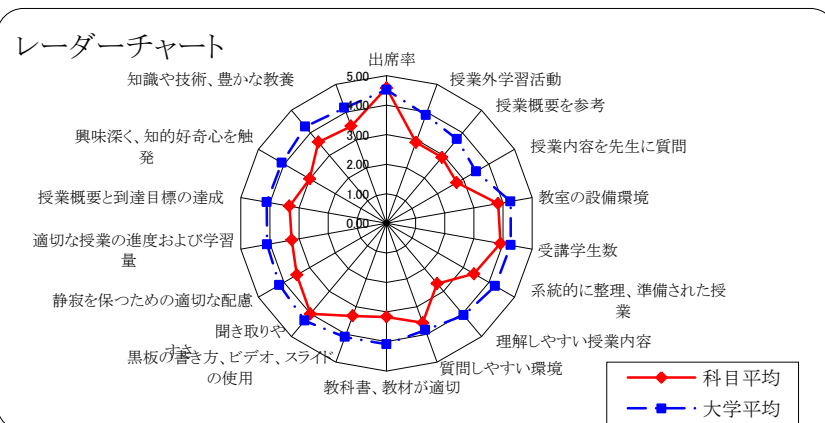 レーダーチャート
出席率
授業外学習活動
授業概要を参考
授業内容を先生に質問
教室の設備環境
受講学生数
系統的に整理、準備された授
業
理解しやすい授業内容
質問しやすい環境
教科書、教材が適切
黒板の書き方、ビデオ、スライド
の使用
聞き取りや
すさ
静寂を保つための適切な配慮
適切な授業の進度および学習
量
授業概要と到達目標の達成
興味深く、知的好奇心を触
発
知識や技術、豊かな教養
5.00
4.00
3.00
2.00
1.00
0.00
科目平均
大学平均